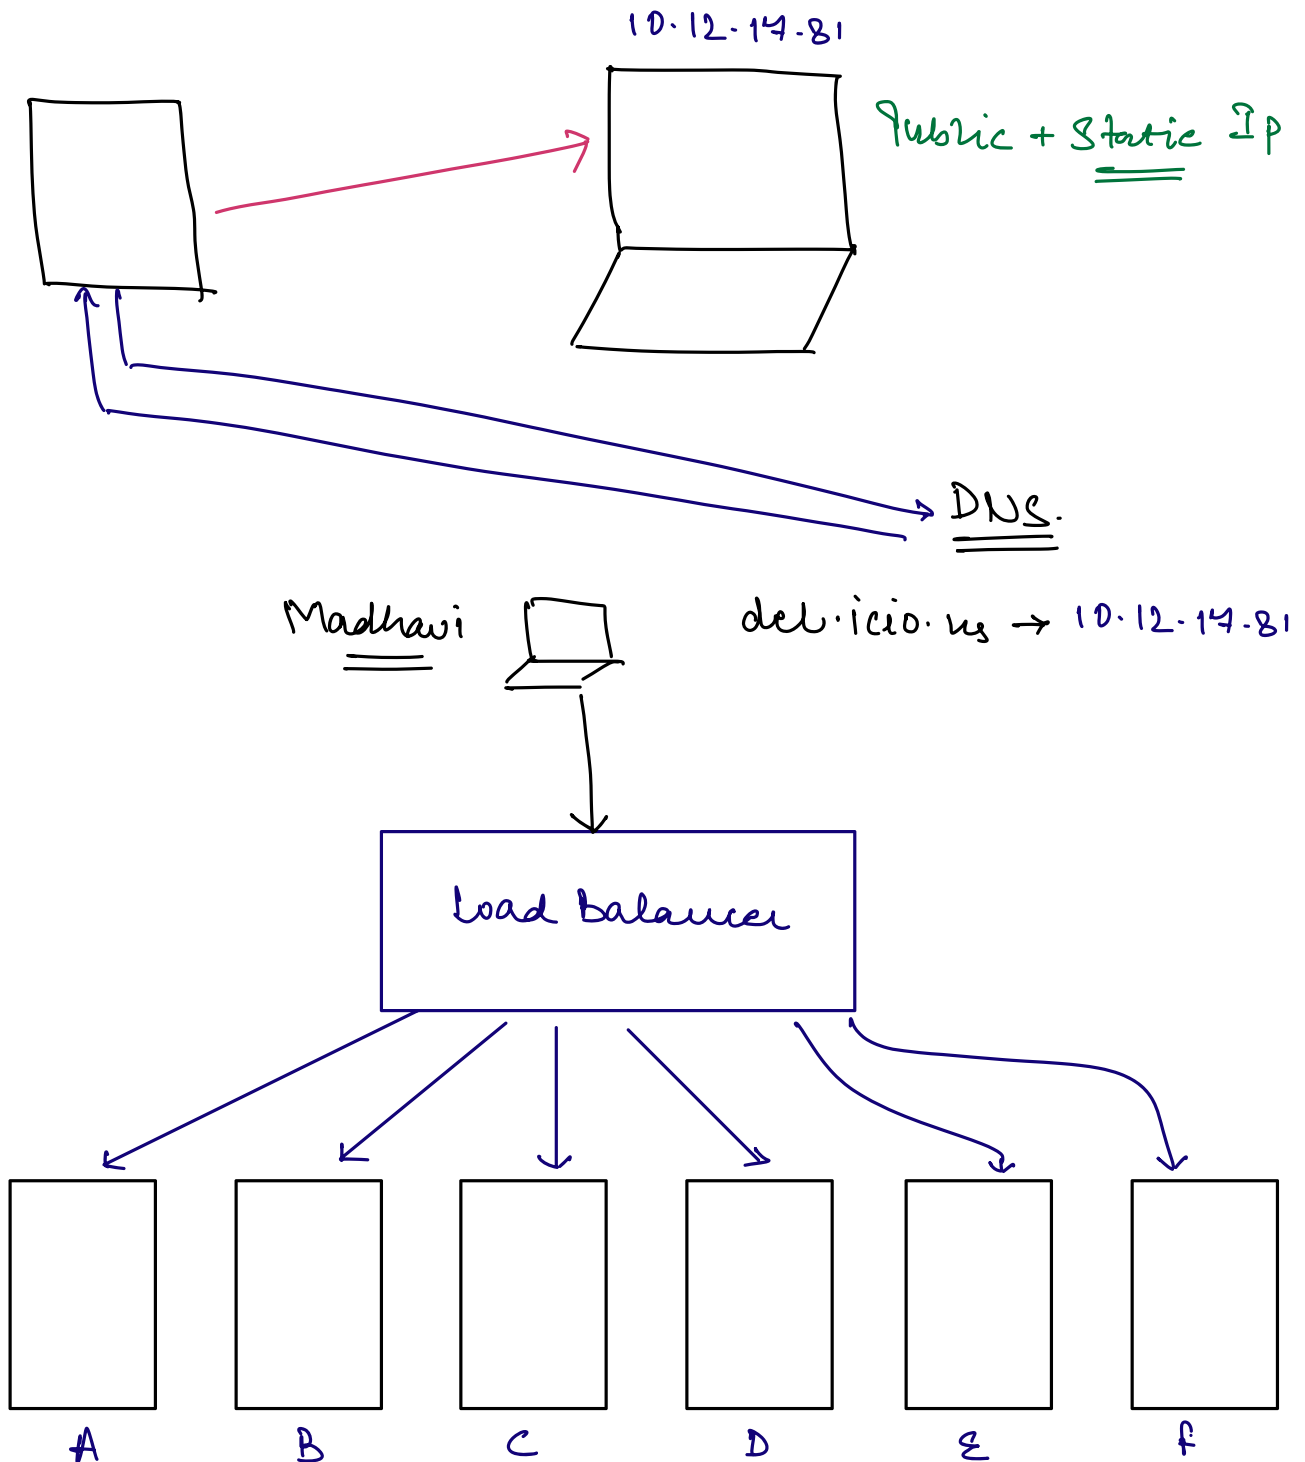 10.12.17.81
Public + Static Ip
DNS.
Madhavi
del.icio.us → 10.12.17.81
Load Balancer
A B C D E F